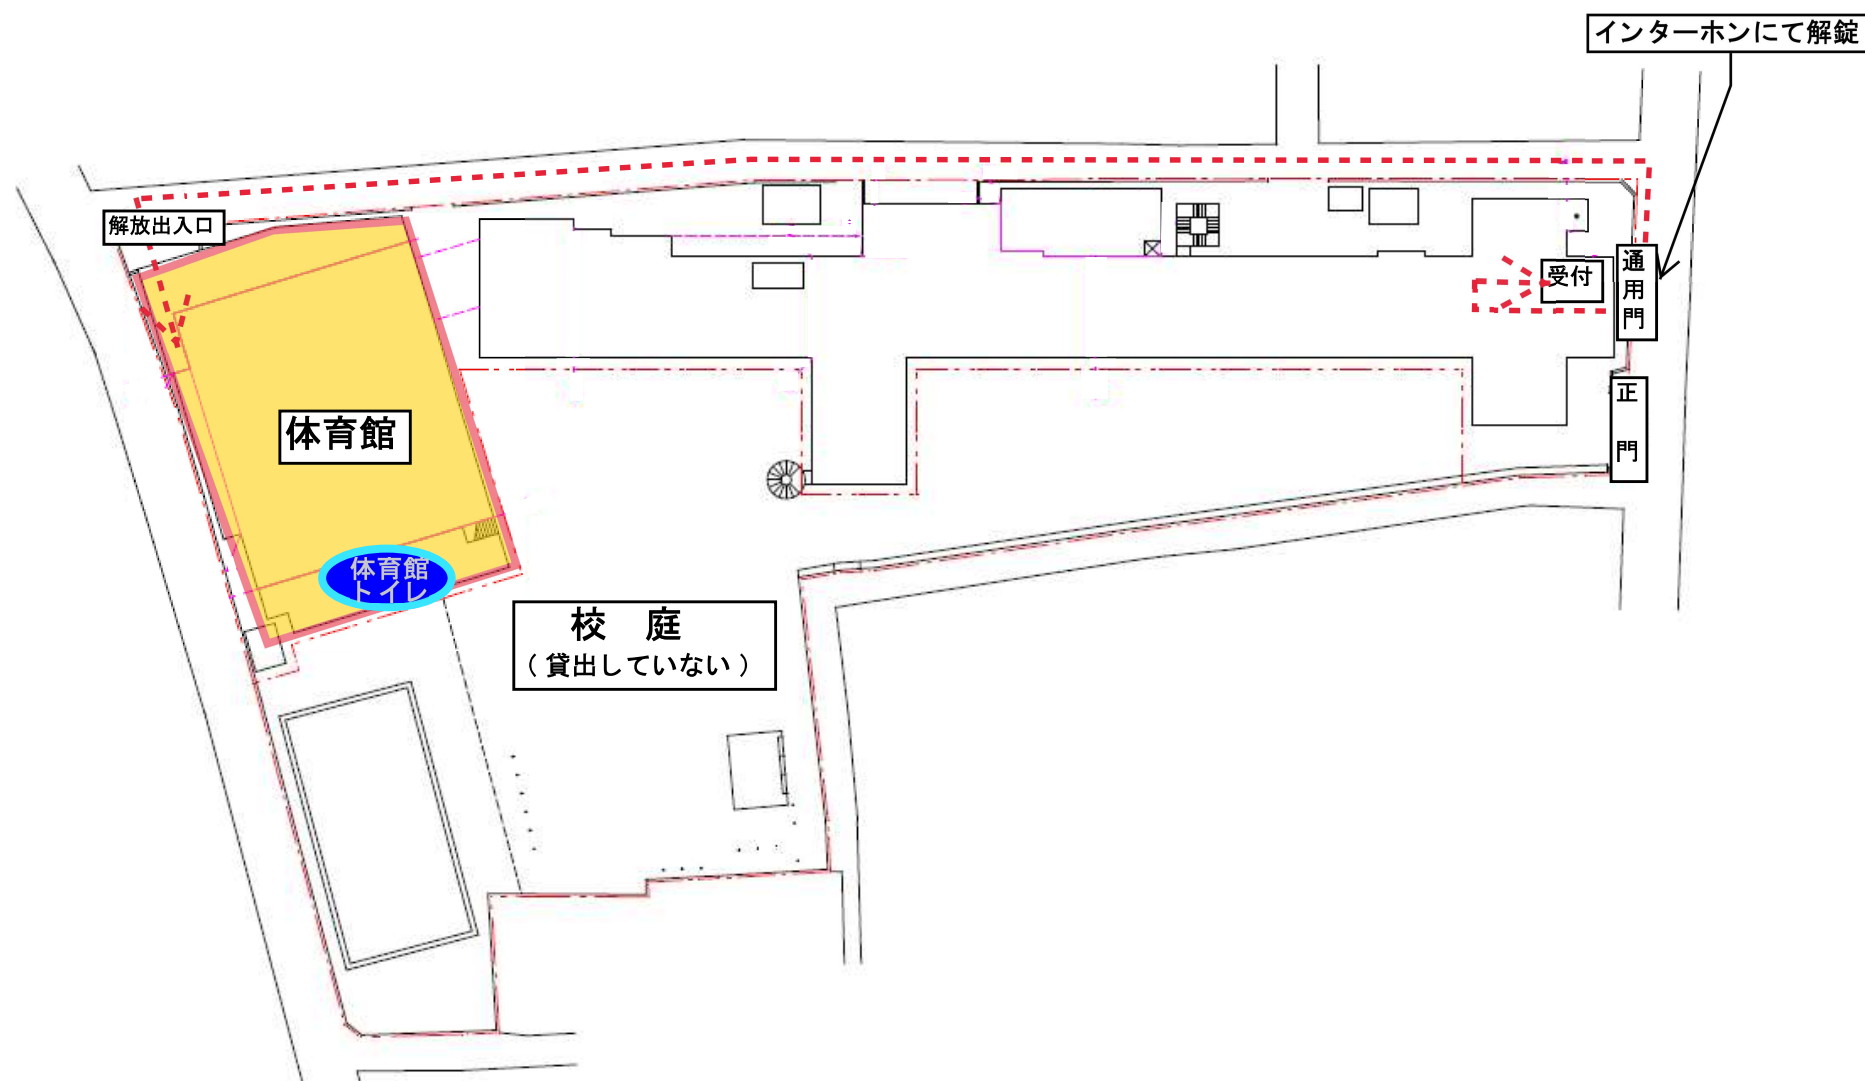 インターホンにて解錠
解放出入口
通用門
受付
正門
体育館
体育館
トイレ
校 庭
(貸出していない)